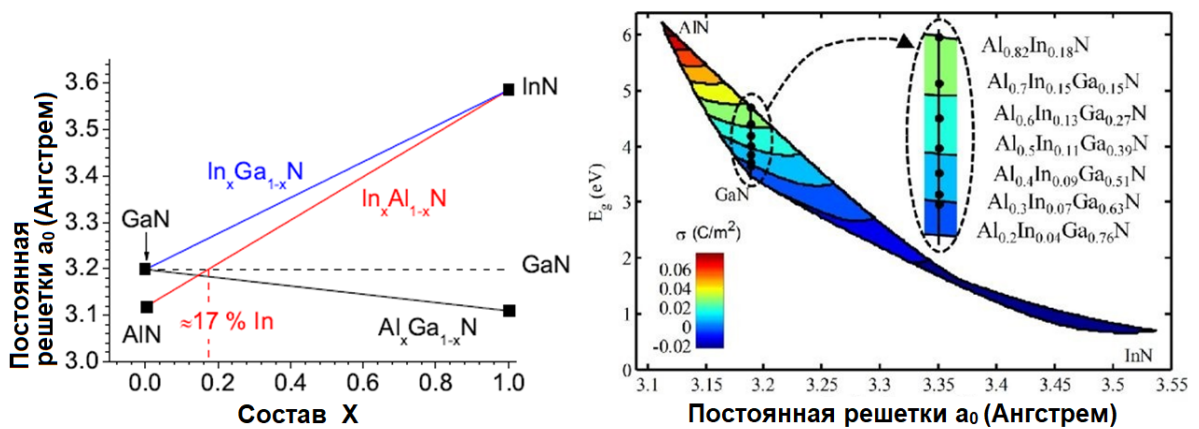 Постоянная
решетки a₀ (Ангстрем)
3.6
3.5
3.4
3.3
3.2
3.1
3.0
InN
InₓGa₁₋ₓN
InₓAl₁₋ₓN
GaN
GaN
AlN
≈17 % In
AlₓGa₁₋ₓN
0.0 0.2 0.4 0.6 0.8 1.0
Состав X
E_g (eV)
6
5
4
3
2
1
0
AlN
GaN
InN
Al₀.₈₂In₀.₁₈N
Al₀.₇In₀.₁₅Ga₀.₁₅N
Al₀.₆In₀.₁₃Ga₀.₂₇N
Al₀.₅In₀.₁₁Ga₀.₃₉N
Al₀.₄In₀.₀₉Ga₀.₅₁N
Al₀.₃In₀.₀₇Ga₀.₆₃N
Al₀.₂In₀.₀₄Ga₀.₇₆N
σ (C/m²)
0.06
0.04
0.02
0
-0.02
3.1 3.15 3.2 3.25 3.3 3.35 3.4 3.45 3.5 3.55
Постоянная решетки a₀ (Ангстрем)